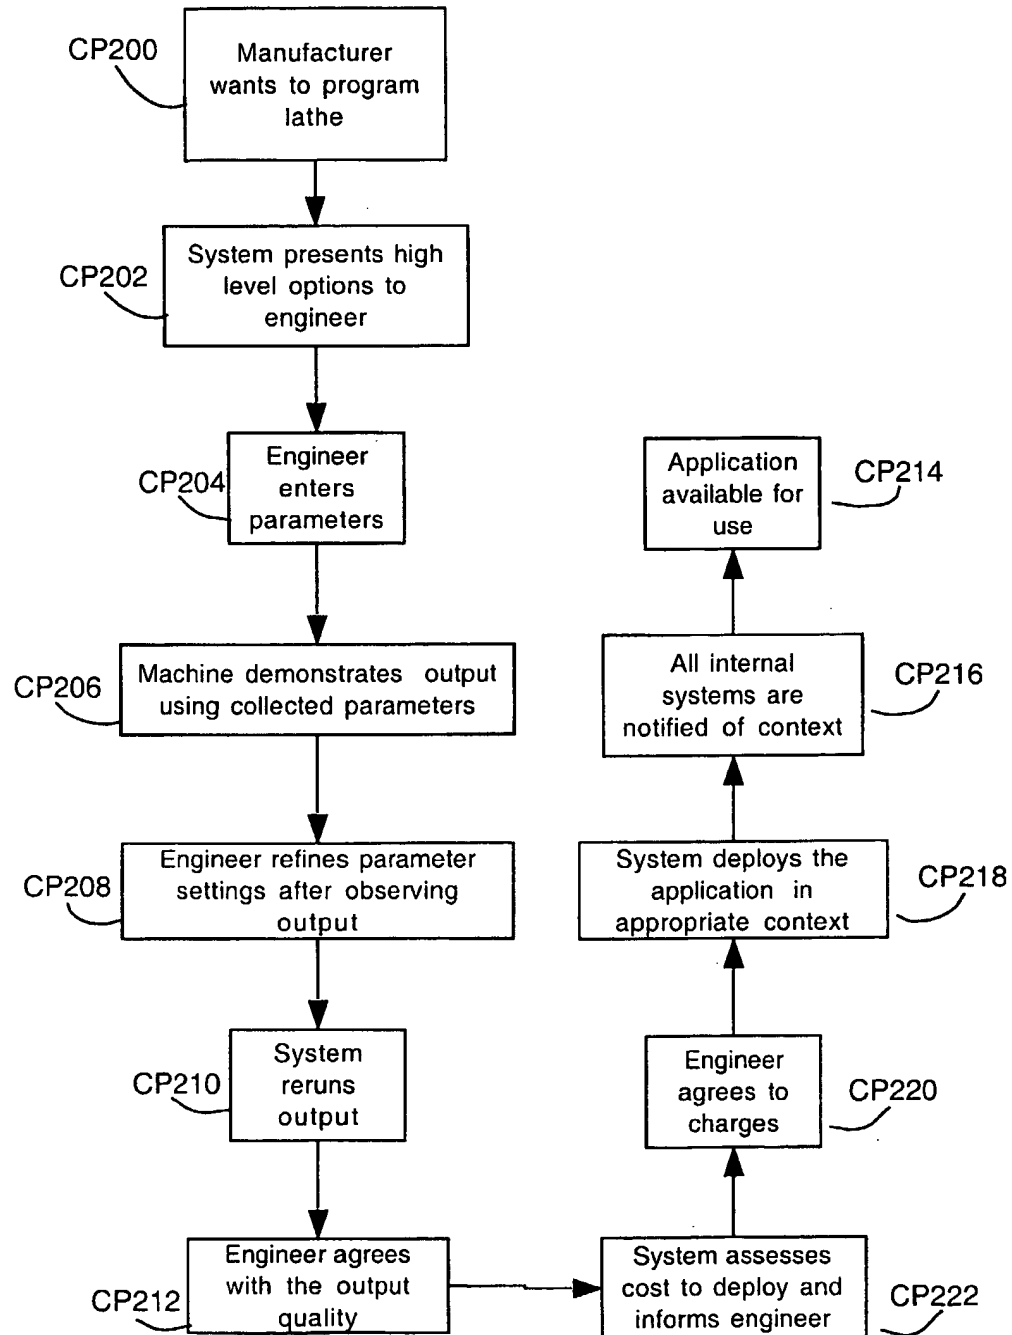 CP200
Manufacturer
wants to program
lathe
CP202
System presents high
level options to
engineer
CP204
Engineer
enters
parameters
CP206
Machine demonstrates output
using collected parameters
CP208
Engineer refines parameter
settings after observing
output
CP210
System
reruns
output
CP212
Engineer agrees
with the output
quality
System assesses
cost to deploy and
informs engineer
CP222
Engineer
agrees to
charges
CP220
System deploys the
application in
appropriate context
CP218
All internal
systems are
notified of context
CP216
Application
available for
use
CP214